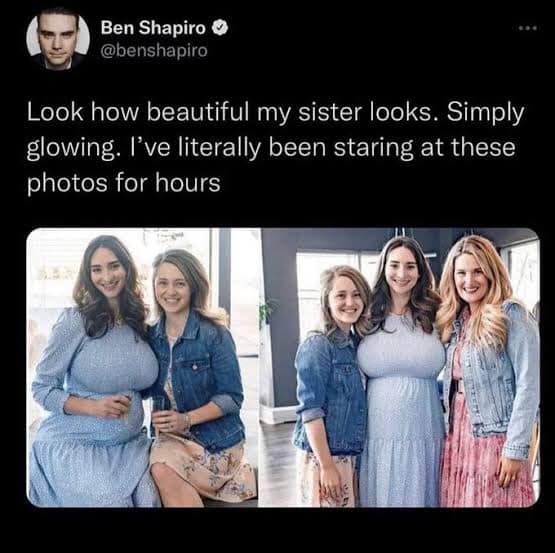 Ben Shapiro
@benshapiro
Look how beautiful my sister looks. Simply
glowing. I’ve literally been staring at these
photos for hours